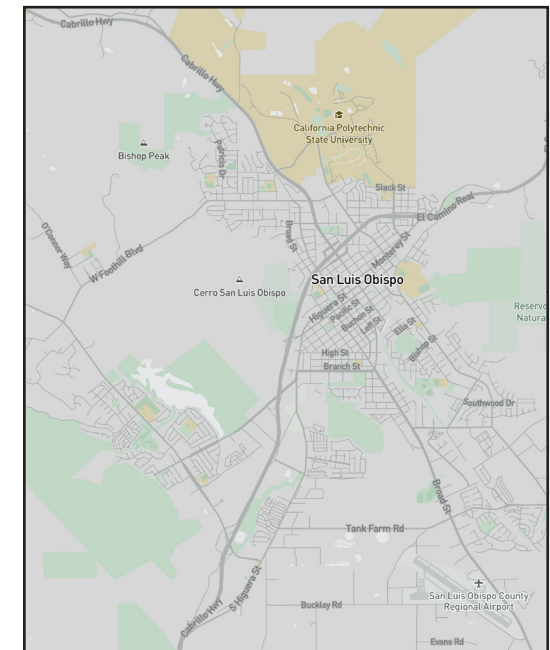 Cabrillo Hwy
Cabrillo Hwy
California Polytechnic
State University
Bishop Peak
Patricia Dr
Slack St
El Camino Real
O'Connor Way
Broad St
Monterey St
W Foothill Blvd
San Luis Obispo
Cerro San Luis Obispo
Higuera St
Pacific St
Buchon St
Leff St
Ella St
Bishop St
Natura
High St
Branch St
Southwood Dr
Broad St
Tank Farm Rd
S Higuera St
San Luis Obispo County
Regional Airport
Buckley Rd
Cabrillo Hwy
Evans Rd